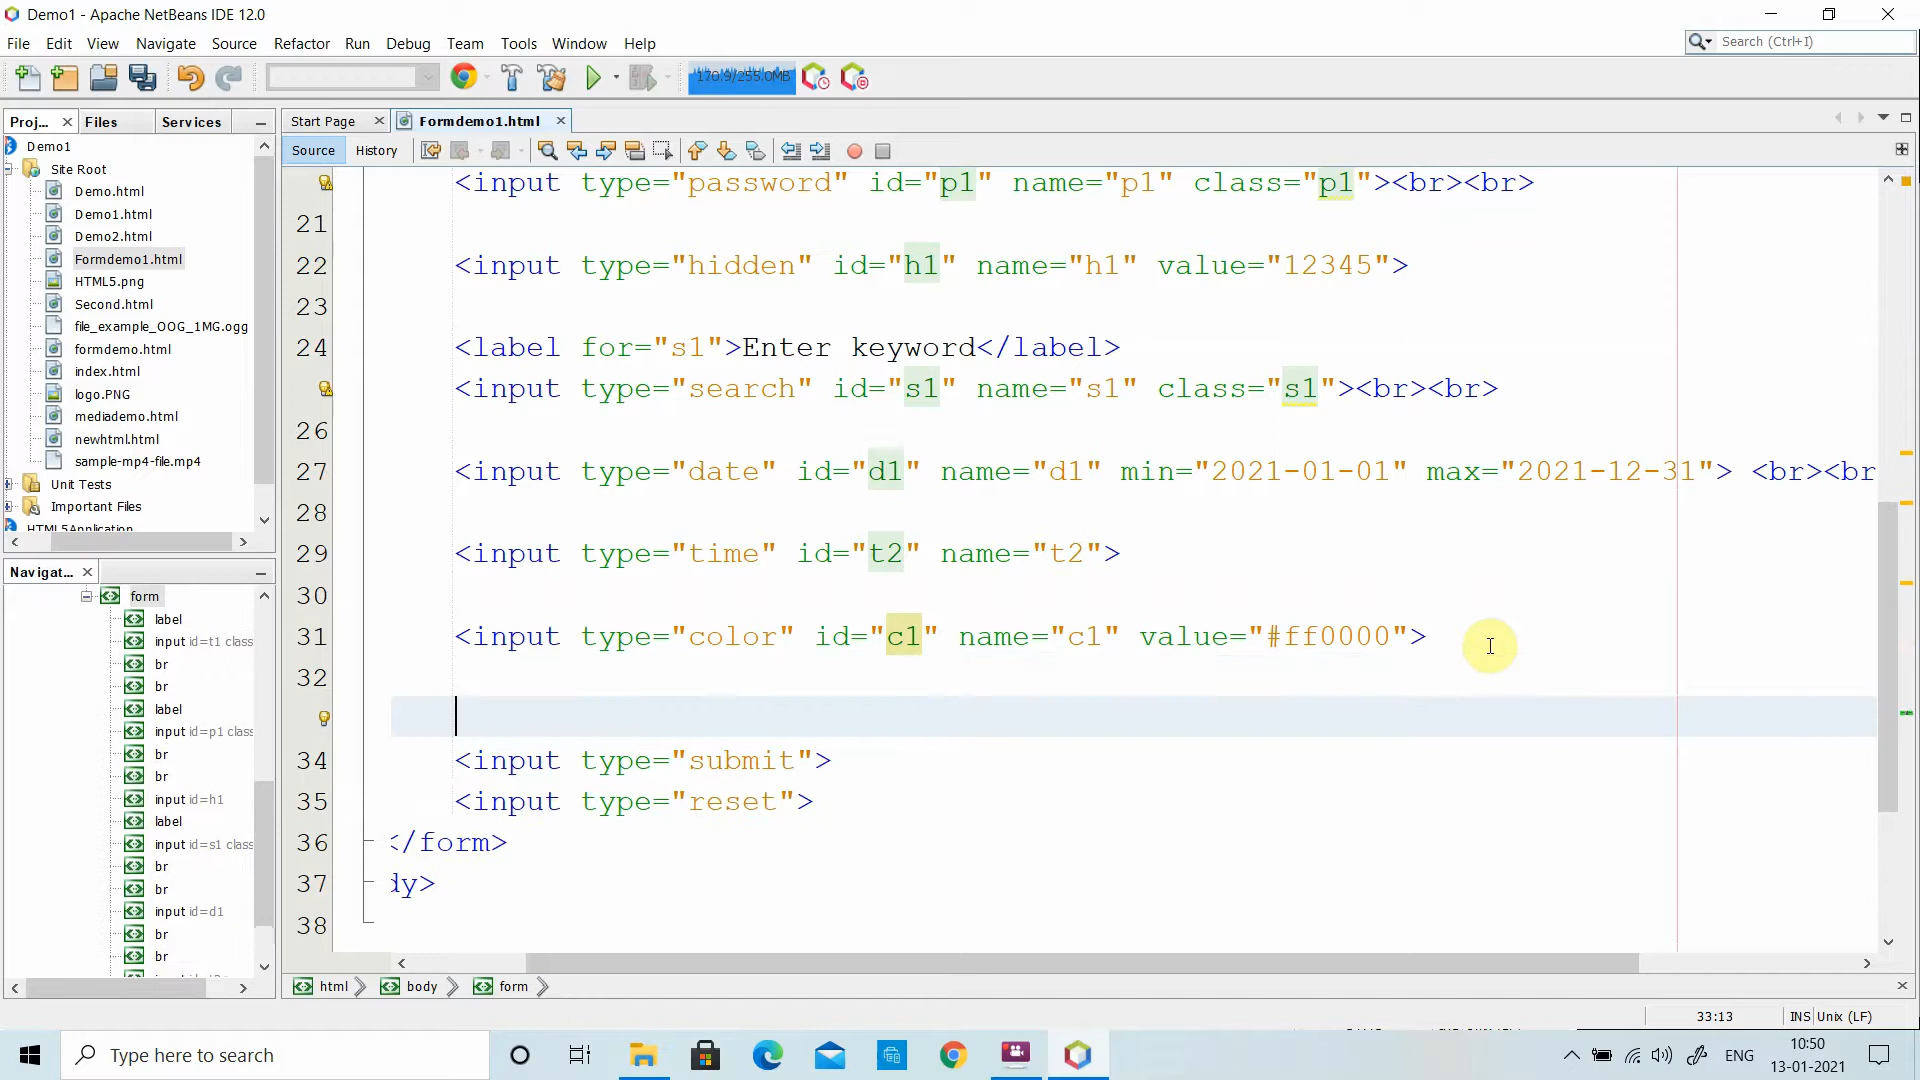 Demo1 - Apache NetBeans IDE 12.0
File Edit View Navigate Source Refactor Run Debug Team Tools Window Help
Search (Ctrl+I)
170.9/255.0MB
Proj... Files Services
Start Page Formdemo1.html
Source History
Demo1
Site Root
Demo.html
Demo1.html
Demo2.html
Formdemo1.html
HTML5.png
Second.html
file_example_OOG_1MG.ogg
formdemo.html
index.html
logo.PNG
mediademo.html
newhtml.html
sample-mp4-file.mp4
Unit Tests
Important Files
HTML5Application
Navigat...
form
label
input id=t1 class
br
br
label
input id=p1 class
br
br
input id=h1
label
input id=s1 class
br
br
input id=d1
br
br
<input type="password" id="p1" name="p1" class="p1"><br><br>
21
22 <input type="hidden" id="h1" name="h1" value="12345">
23
24 <label for="s1">Enter keyword</label>
<input type="search" id="s1" name="s1" class="s1"><br><br>
26
27 <input type="date" id="d1" name="d1" min="2021-01-01" max="2021-12-31"> <br><br
28
29 <input type="time" id="t2" name="t2">
30
31 <input type="color" id="c1" name="c1" value="#ff0000">
32
34 <input type="submit">
35 <input type="reset">
36 </form>
37 dy>
38
html body form
33:13 INS Unix (LF)
Type here to search
ENG
10:50
13-01-2021